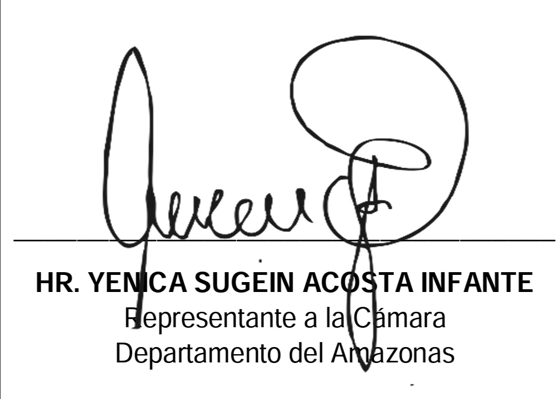 HR. YENICA SUGEIN ACOSTA INFANTE
Representante a la Cámara
Departamento del Amazonas